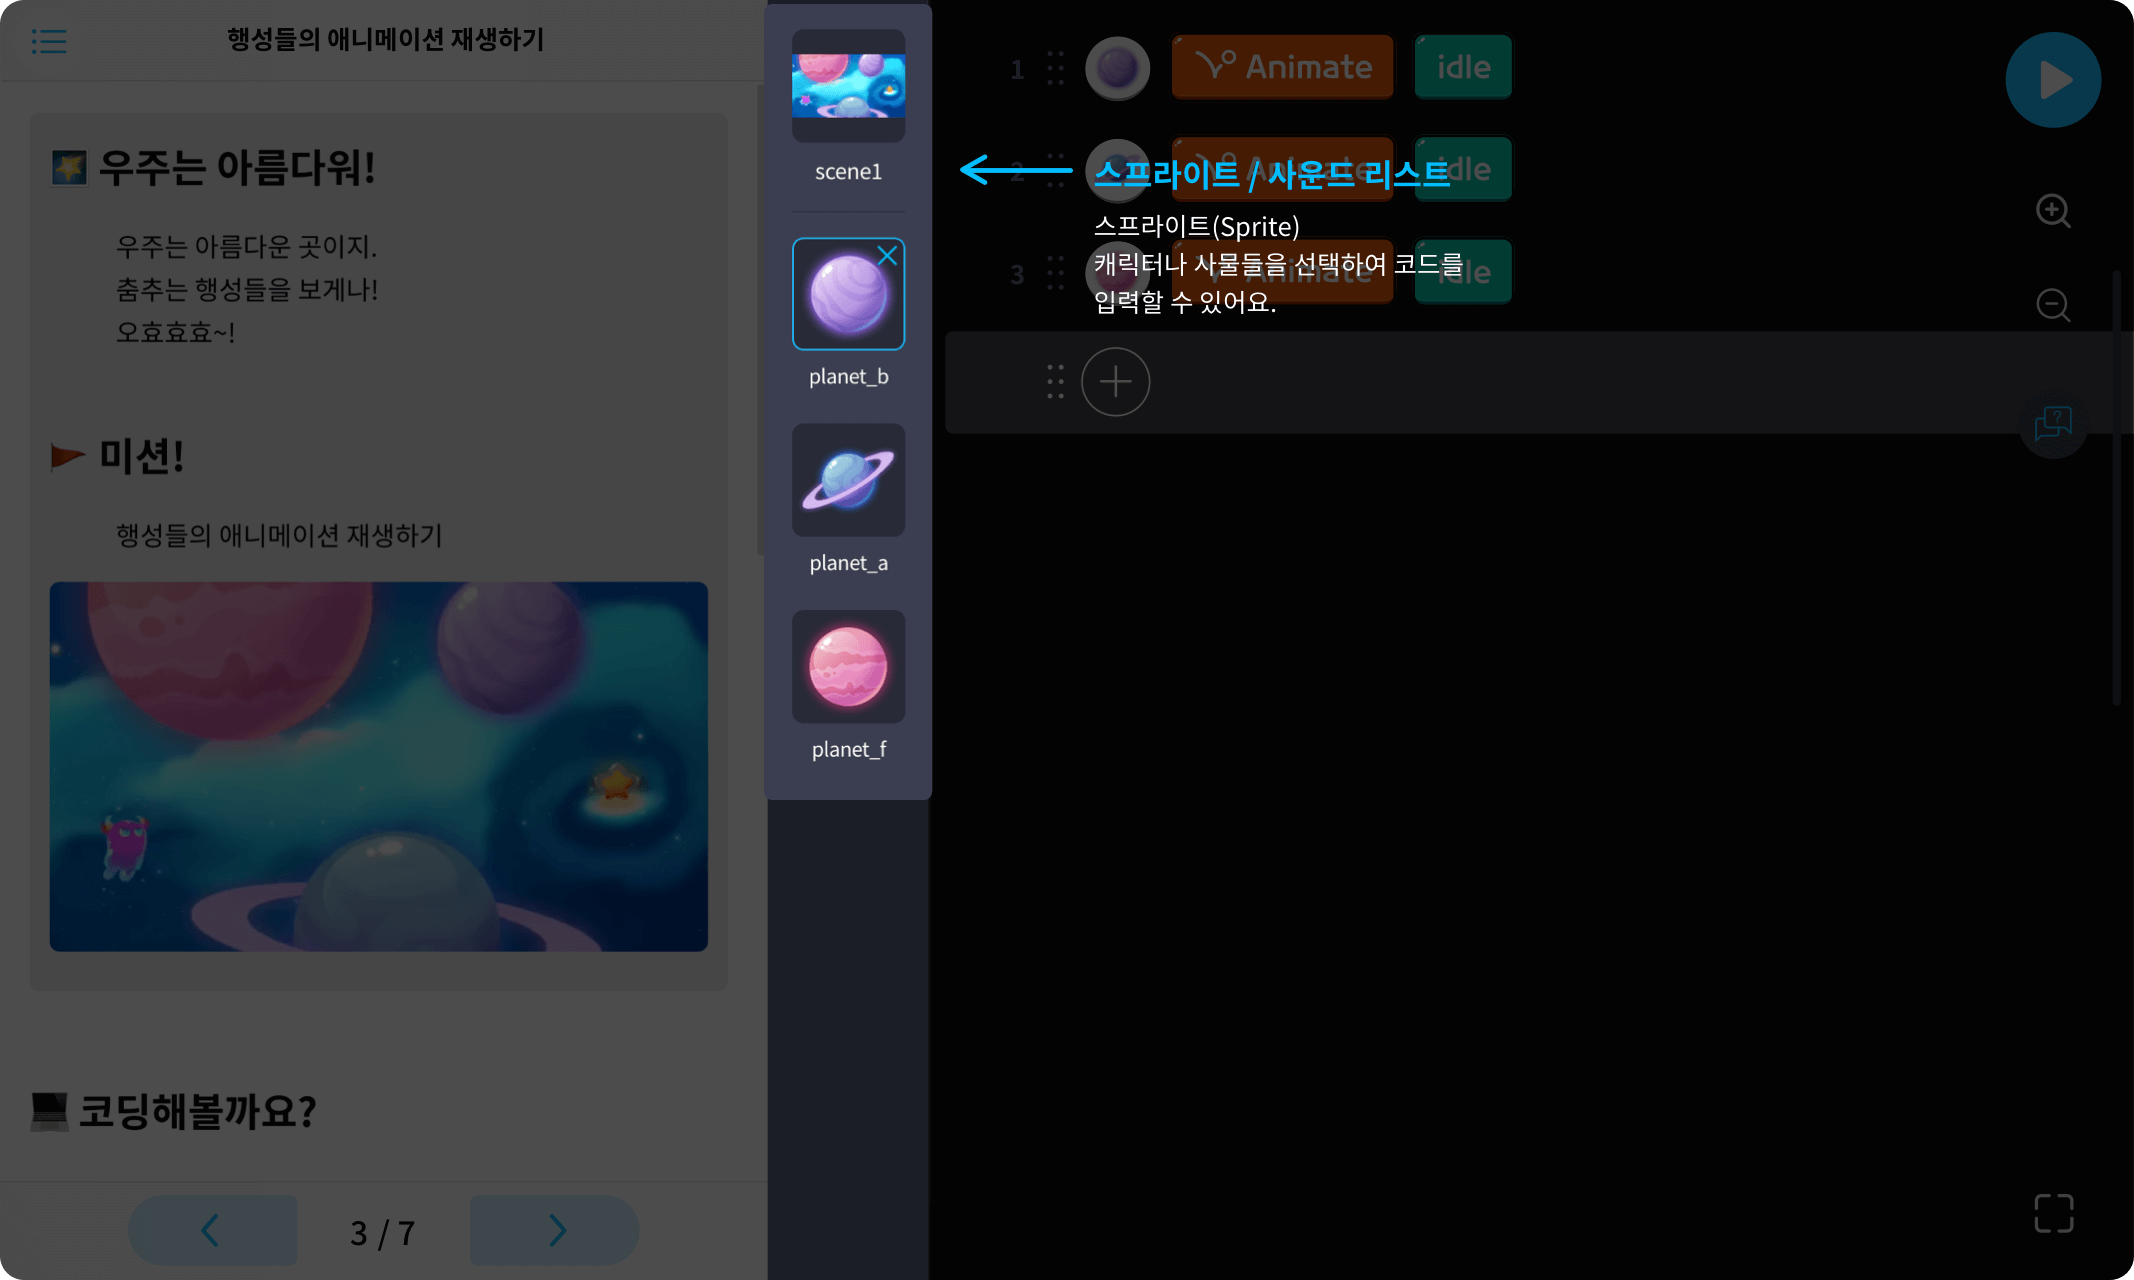 행성들의 애니메이션 재생하기
우주는 아름다워!
우주는 아름다운 곳이지.
춤추는 행성들을 보게나!
오효효효~!
미션!
행성들의 애니메이션 재생하기
코딩해볼까요?
3 / 7
scene1
planet_b
planet_a
planet_f
1 Animate idle
2 Animate idle
스프라이트 / 사운드 리스트
스프라이트(Sprite)
3 Animate idle
캐릭터나 사물들을 선택하여 코드를
입력할 수 있어요.